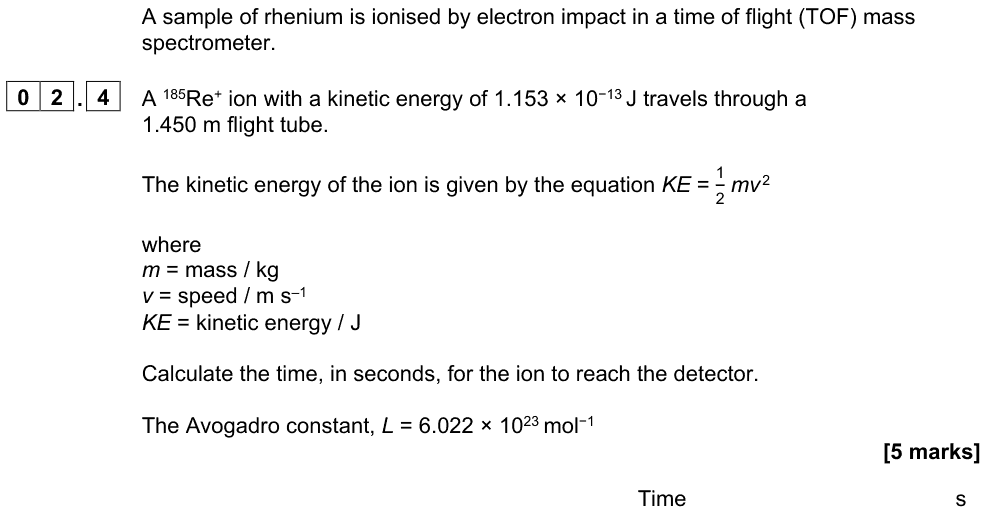 A sample of rhenium is ionised by electron impact in a time of flight (TOF) mass
spectrometer.
0 2 . 4 A ¹⁸⁵Re⁺ ion with a kinetic energy of 1.153 × 10⁻¹³ J travels through a
1.450 m flight tube.
The kinetic energy of the ion is given by the equation KE = 1/2 mv²
where
m = mass / kg
v = speed / m s⁻¹
KE = kinetic energy / J
Calculate the time, in seconds, for the ion to reach the detector.
The Avogadro constant, L = 6.022 × 10²³ mol⁻¹
[5 marks]
Time s